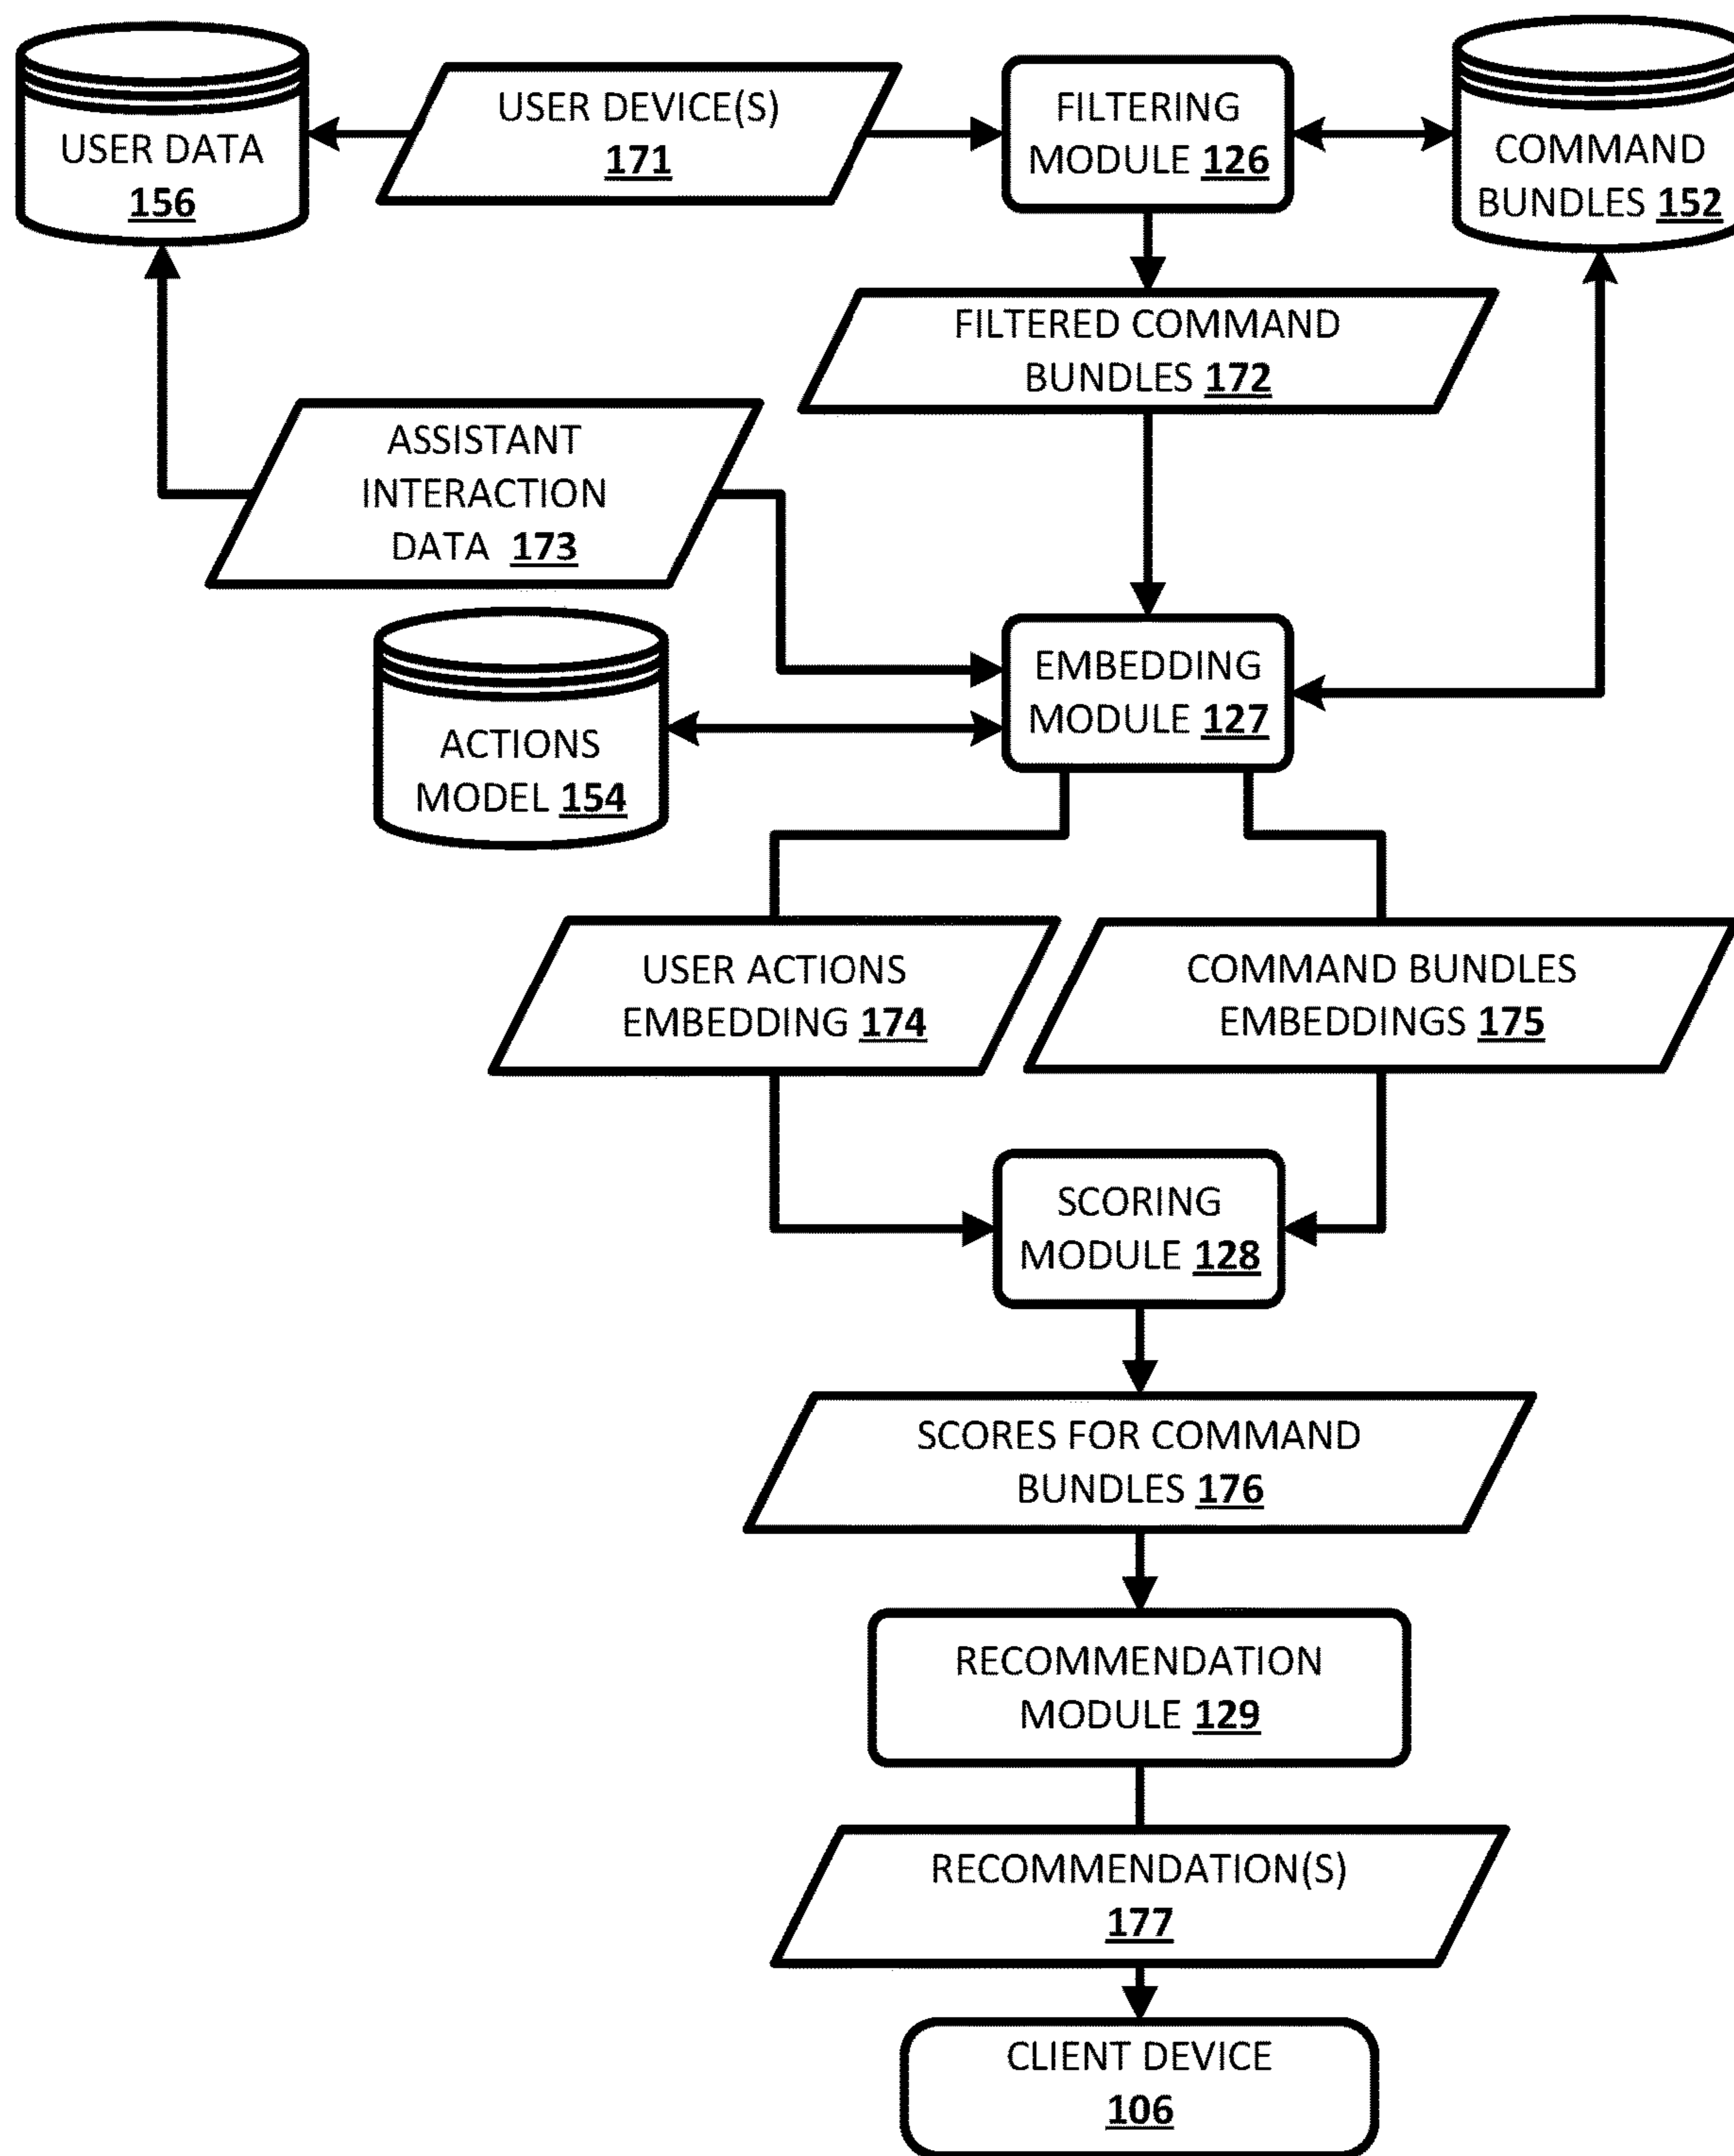 USER DATA
156
USER DEVICE(S)
171
FILTERING
MODULE 126
COMMAND
BUNDLES 152
FILTERED COMMAND
BUNDLES 172
ASSISTANT
INTERACTION
DATA 173
ACTIONS
MODEL 154
EMBEDDING
MODULE 127
USER ACTIONS
EMBEDDING 174
COMMAND BUNDLES
EMBEDDINGS 175
SCORING
MODULE 128
SCORES FOR COMMAND
BUNDLES 176
RECOMMENDATION
MODULE 129
RECOMMENDATION(S)
177
CLIENT DEVICE
106